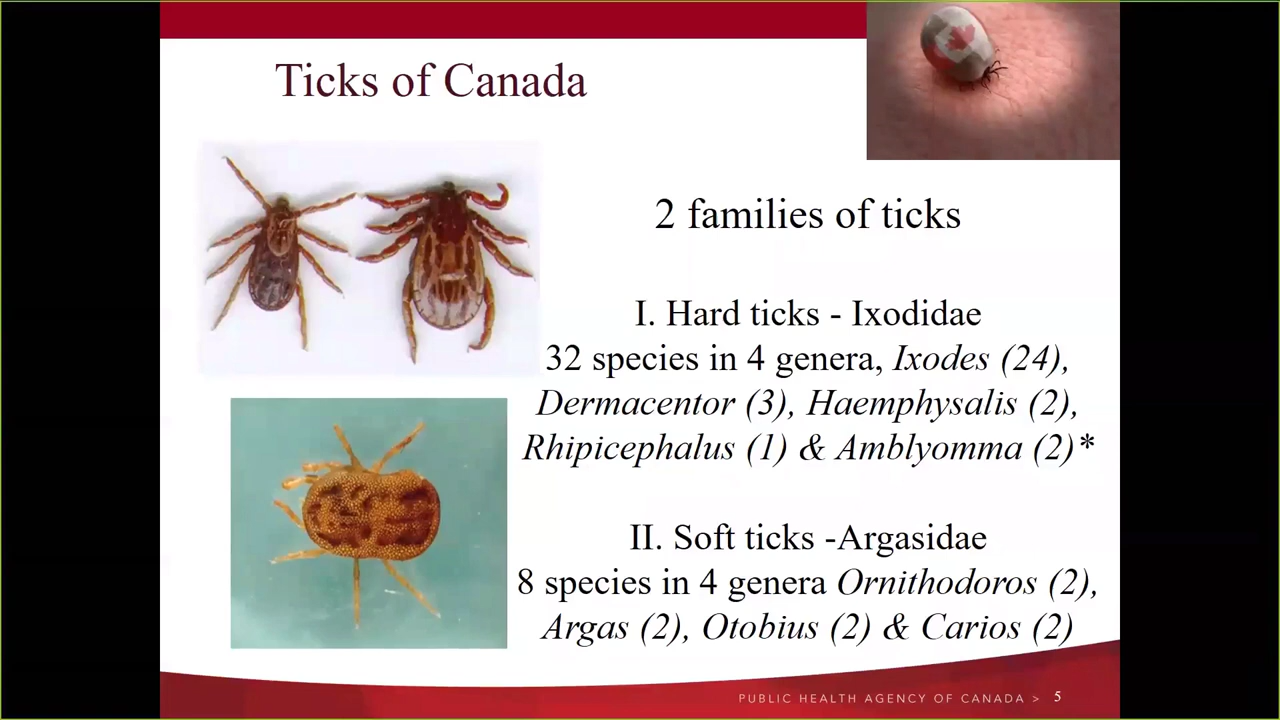 Ticks of Canada
2 families of ticks
I. Hard ticks - Ixodidae
32 species in 4 genera, Ixodes (24),
Dermacentor (3), Haemphysalis (2),
Rhipicephalus (1) & Amblyomma (2)*
II. Soft ticks -Argasidae
8 species in 4 genera Ornithodoros (2),
Argas (2), Otobius (2) & Carios (2)
PUBLIC HEALTH AGENCY OF CANADA > 5